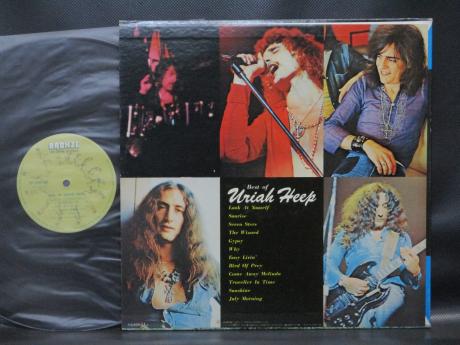 BRONZE
Best of
Uriah Heep
Look At Yourself
Sunrise
Seven Stars
The Wizard
Gypsy
Why
Easy Livin'
Bird Of Prey
Come Away Melinda
Traveller In Time
Sunshine
July Morning